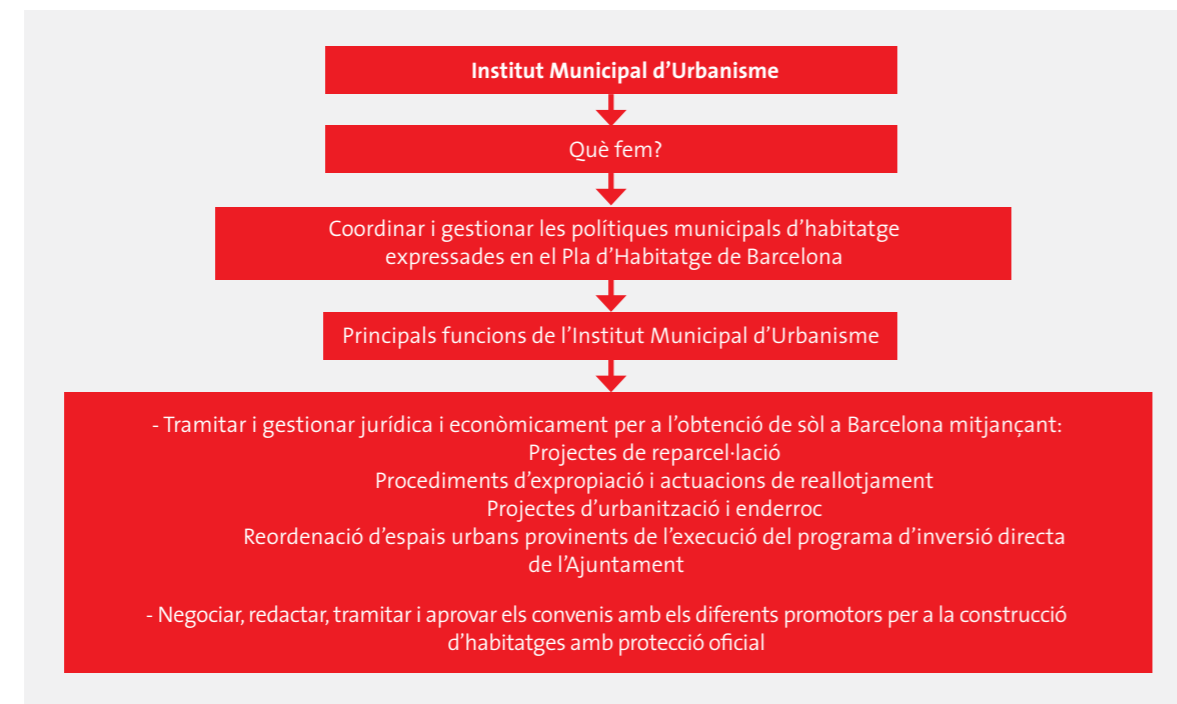 Institut Municipal d’Urbanisme
Què fem?
Coordinar i gestionar les polítiques municipals d’habitatge
expressades en el Pla d’Habitatge de Barcelona
Principals funcions de l’Institut Municipal d’Urbanisme
- Tramitar i gestionar jurídica i econòmicament per a l’obtenció de sòl a Barcelona mitjançant:
Projectes de reparcel·lació
Procediments d’expropiació i actuacions de reallotjament
Projectes d’urbanització i enderroc
Reordenació d’espais urbans provinents de l’execució del programa d’inversió directa
de l’Ajuntament
- Negociar, redactar, tramitar i aprovar els convenis amb els diferents promotors per a la construcció
d’habitatges amb protecció oficial